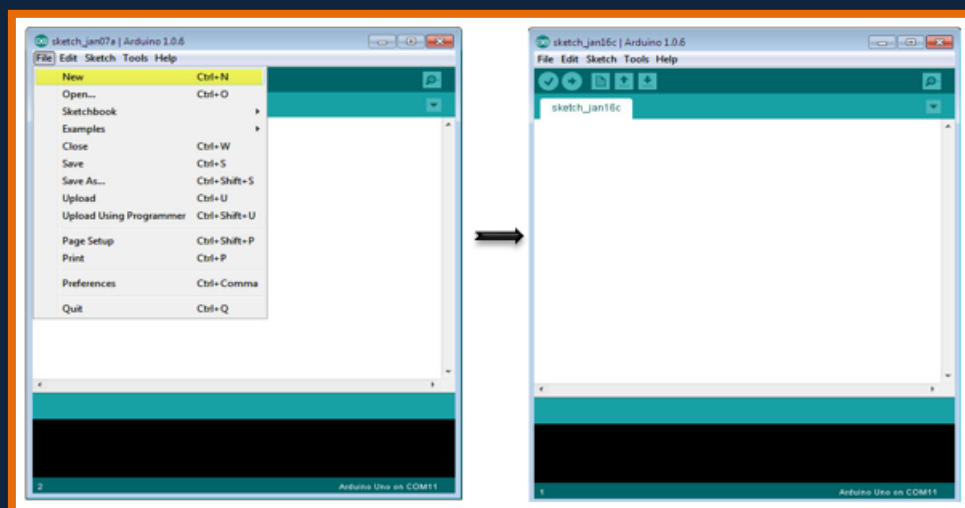 sketch_jan07a | Arduino 1.0.6
File Edit Sketch Tools Help
New Ctrl+N
Open... Ctrl+O
Sketchbook
Examples
Close Ctrl+W
Save Ctrl+S
Save As... Ctrl+Shift+S
Upload Ctrl+U
Upload Using Programmer Ctrl+Shift+U
Page Setup Ctrl+Shift+P
Print Ctrl+P
Preferences Ctrl+Comma
Quit Ctrl+Q
2 Arduino Uno on COM11
sketch_jan16c | Arduino 1.0.6
File Edit Sketch Tools Help
sketch_jan16c
1 Arduino Uno on COM11